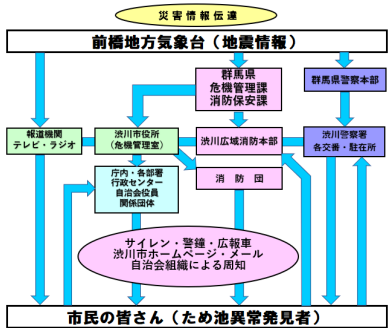 災害情報伝達
前橋地方気象台(地震情報)
群馬県
危機管理課
消防保安課
群馬県警察本部
報道機関
テレビ・ラジオ
渋川市役所
(危機管理室)
渋川広域消防本部
渋川警察署
各交番・駐在所
庁内・各部署
行政センター
自治会役員
関係団体
消防団
サイレン・警鐘・広報車
渋川市ホームページ・メール
自治会組織による周知
市民の皆さん(ため池異常発見者)